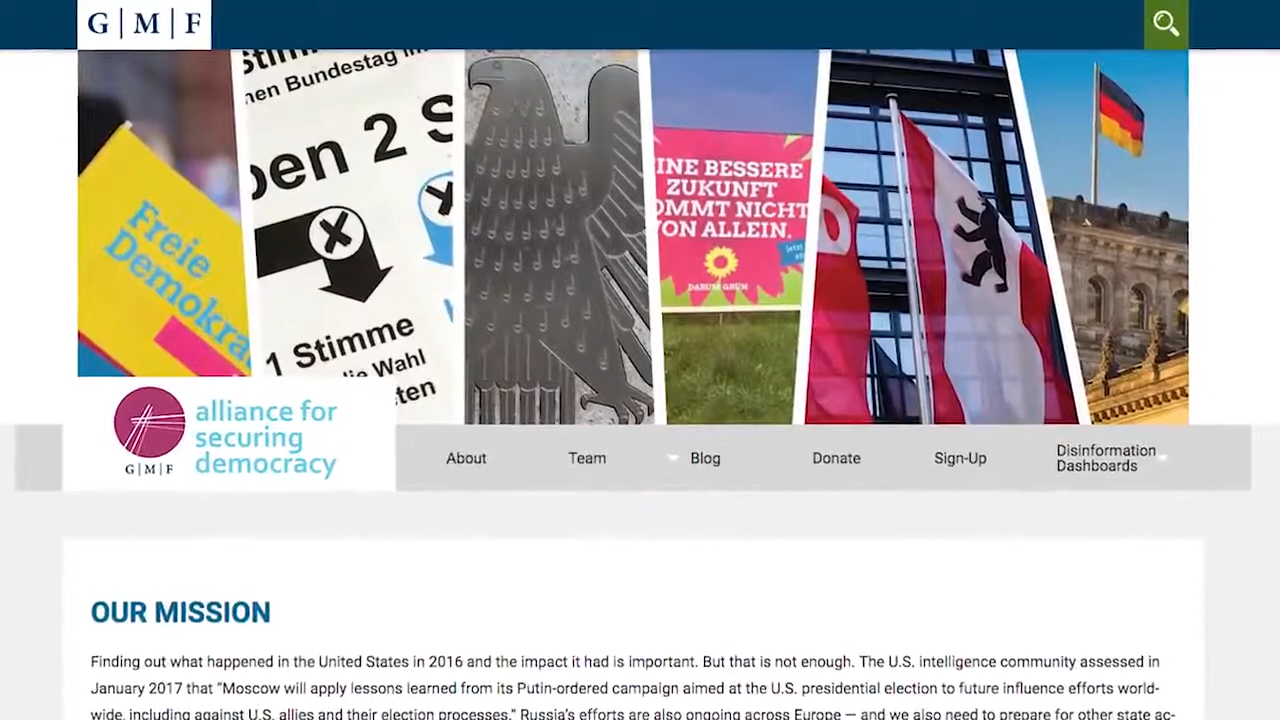 G|M|F
Freie
Demokra
nen Bundestag
2
1 Stimme
die Wahl
INE BESSERE
ZUKUNFT
OMMT NICHT
VON ALLEIN.
DARUM GRÜN
alliance for
securing
democracy
G|M|F
About
Team
Blog
Donate
Sign-Up
Disinformation
Dashboards
OUR MISSION
Finding out what happened in the United States in 2016 and the impact it had is important. But that is not enough. The U.S. intelligence community assessed in
January 2017 that “Moscow will apply lessons learned from its Putin-ordered campaign aimed at the U.S. presidential election to future influence efforts world-
wide, including against U.S. allies and their election processes.” Russia’s efforts are also ongoing across Europe — and we also need to prepare for other state ac-